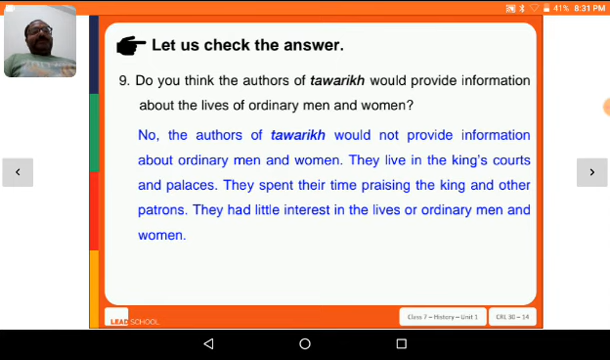 41% 8:31 PM
Let us check the answer.
9. Do you think the authors of tawarikh would provide information
about the lives of ordinary men and women?
No, the authors of tawarikh would not provide information
about ordinary men and women. They live in the king's courts
and palaces. They spent their time praising the king and other
patrons. They had little interest in the lives or ordinary men and
women.
LEAD SCHOOL
Class 7 – History – Unit 1
CRL 30 – 14